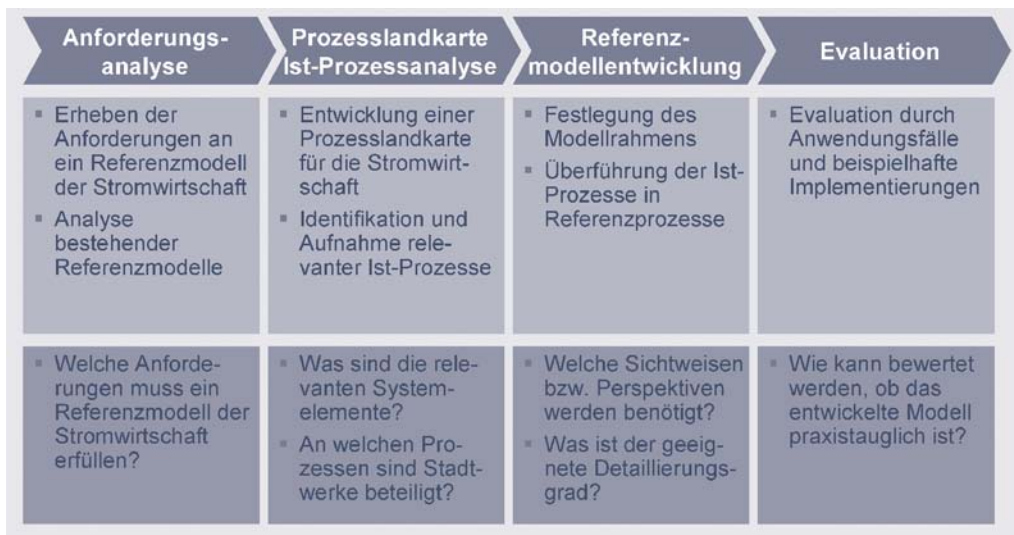 Anforderungs-
analyse
Prozesslandkarte
Ist-Prozessanalyse
Referenz-
modellentwicklung
Evaluation
▪ Erheben der
Anforderungen an
ein Referenzmodell
der Stromwirtschaft
▪ Analyse
bestehender
Referenzmodelle
▪ Entwicklung einer
Prozesslandkarte
für die Stromwirt-
schaft
▪ Identifikation und
Aufnahme rele-
vanter Ist-Prozesse
▪ Festlegung des
Modellrahmens
▪ Überführung der Ist-
Prozesse in
Referenzprozesse
▪ Evaluation durch
Anwendungsfälle
und beispielhafte
Implementierungen
▪ Welche Anforde-
rungen muss ein
Referenzmodell der
Stromwirtschaft
erfüllen?
▪ Was sind die rele-
vanten System-
elemente?
▪ An welchen Pro-
zessen sind Stadt-
werke beteiligt?
▪ Welche Sichtweisen
bzw. Perspektiven
werden benötigt?
▪ Was ist der geeig-
nete Detaillierungs-
grad?
▪ Wie kann bewertet
werden, ob das
entwickelte Modell
praxistauglich ist?